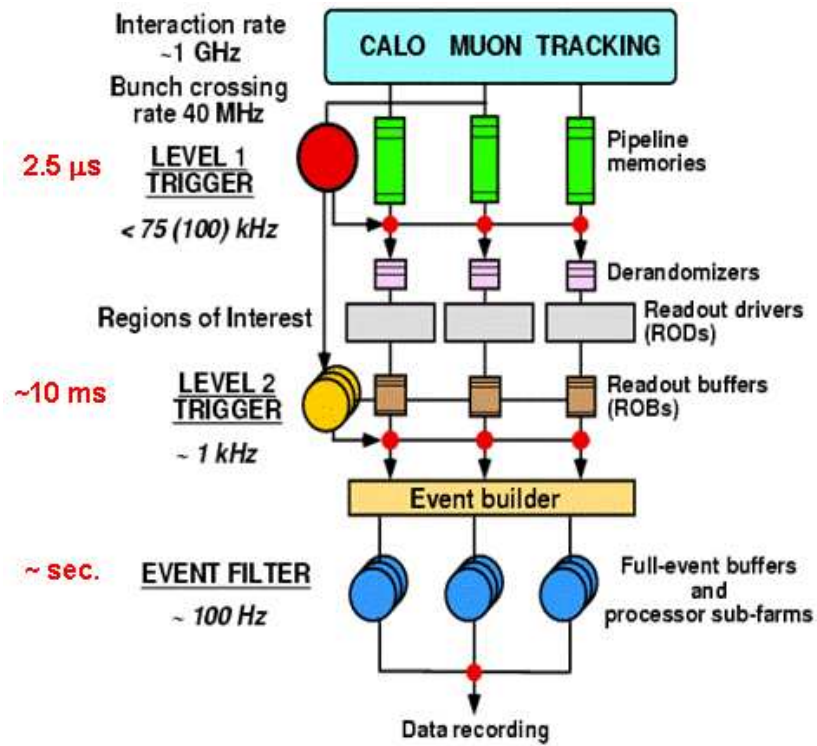 Interaction rate
~1 GHz
CALO MUON TRACKING
Bunch crossing
rate 40 MHz
2.5 μs
LEVEL 1
TRIGGER
< 75 (100) kHz
Pipeline
memories
Derandomizers
Regions of Interest
Readout drivers
(RODs)
~10 ms
LEVEL 2
TRIGGER
~ 1 kHz
Readout buffers
(ROBs)
Event builder
~ sec.
EVENT FILTER
~ 100 Hz
Full-event buffers
and
processor sub-farms
Data recording